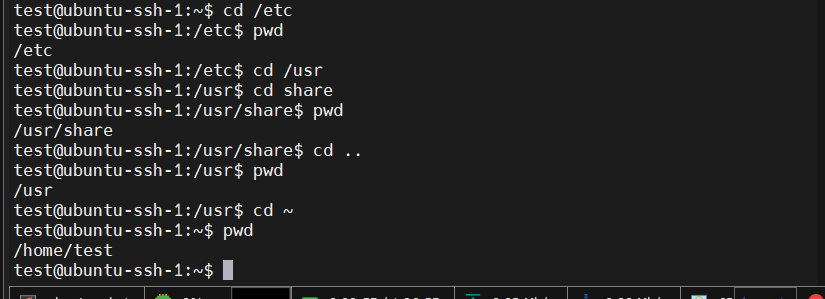 test@ubuntu-ssh-1:~$ cd /etc
test@ubuntu-ssh-1:/etc$ pwd
/etc
test@ubuntu-ssh-1:/etc$ cd /usr
test@ubuntu-ssh-1:/usr$ cd share
test@ubuntu-ssh-1:/usr/share$ pwd
/usr/share
test@ubuntu-ssh-1:/usr/share$ cd ..
test@ubuntu-ssh-1:/usr$ pwd
/usr
test@ubuntu-ssh-1:/usr$ cd ~
test@ubuntu-ssh-1:~$ pwd
/home/test
test@ubuntu-ssh-1:~$